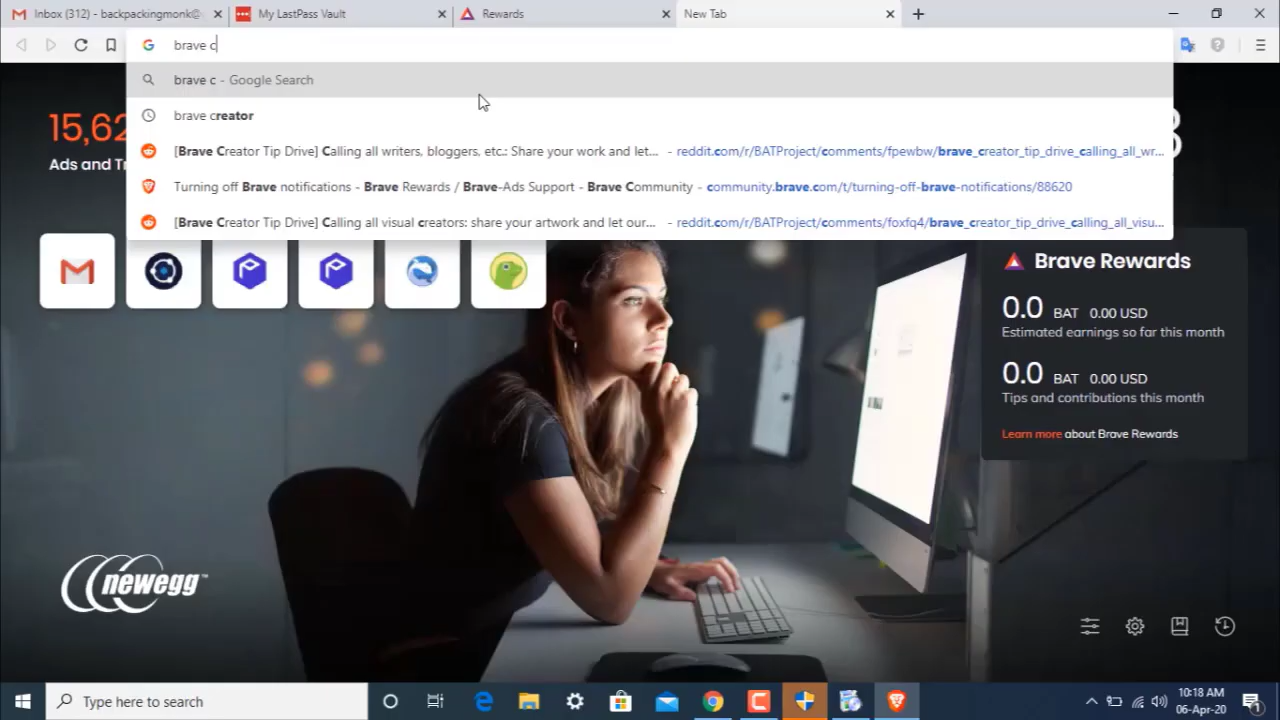 Inbox (312) - backpackingmonk@
My LastPass Vault
Rewards
New Tab
brave c
brave c - Google Search
brave creator
[Brave Creator Tip Drive] Calling all writers, bloggers, etc.: Share your work and let... - reddit.com/r/BATProject/comments/fpewbw/brave_creator_tip_drive_calling_all_wr...
Turning off Brave notifications - Brave Rewards / Brave-Ads Support - Brave Community - community.brave.com/t/turning-off-brave-notifications/88620
[Brave Creator Tip Drive] Calling all visual creators: share your artwork and let our... - reddit.com/r/BATProject/comments/foxfq4/brave_creator_tip_drive_calling_all_visu...
15,62
Ads and Tr
Brave Rewards
0.0 BAT 0.00 USD
Estimated earnings so far this month
0.0 BAT 0.00 USD
Tips and contributions this month
Learn more about Brave Rewards
newegg
Type here to search
10:18 AM
06-Apr-20
1